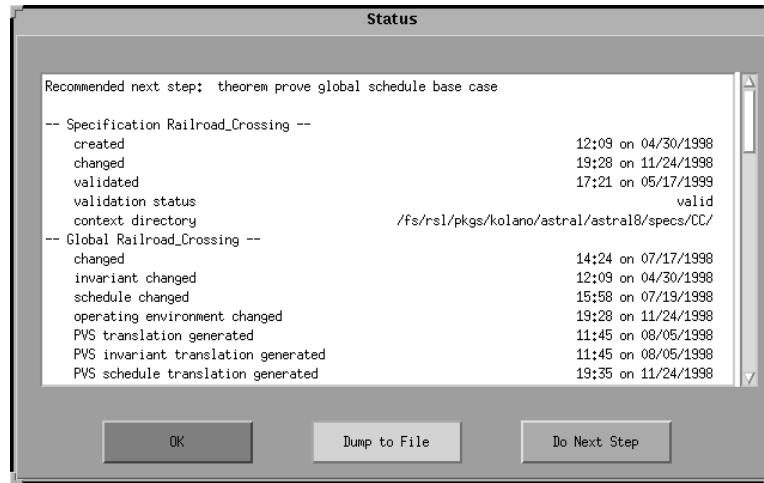 Status
Recommended next step:  theorem prove global schedule base case
-- Specification Railroad_Crossing --
created 12:09 on 04/30/1998
changed 19:28 on 11/24/1998
validated 17:21 on 05/17/1999
validation status valid
context directory /fs/rsl/pkgs/kolano/astral/astral8/specs/CC/
-- Global Railroad_Crossing --
changed 14:24 on 07/17/1998
invariant changed 12:09 on 04/30/1998
schedule changed 15:58 on 07/19/1998
operating environment changed 19:28 on 11/24/1998
PVS translation generated 11:45 on 08/05/1998
PVS invariant translation generated 11:45 on 08/05/1998
PVS schedule translation generated 19:35 on 11/24/1998
OK Dump to File Do Next Step